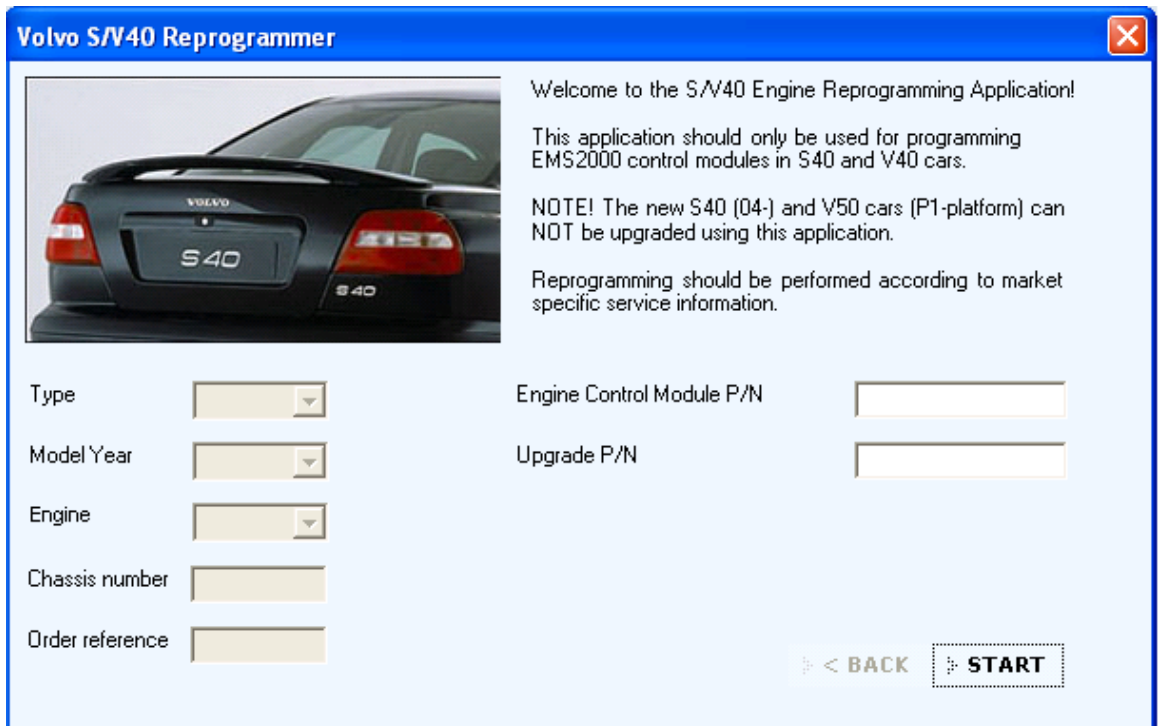 Volvo S/V40 Reprogrammer
VOLVO
S40
S40
Welcome to the S/V40 Engine Reprogramming Application!
This application should only be used for programming
EMS2000 control modules in S40 and V40 cars.
NOTE! The new S40 (04-) and V50 cars (P1-platform) can
NOT be upgraded using this application.
Reprogramming should be performed according to market
specific service information.
Type
Model Year
Engine
Chassis number
Order reference
Engine Control Module P/N
Upgrade P/N
< BACK
START